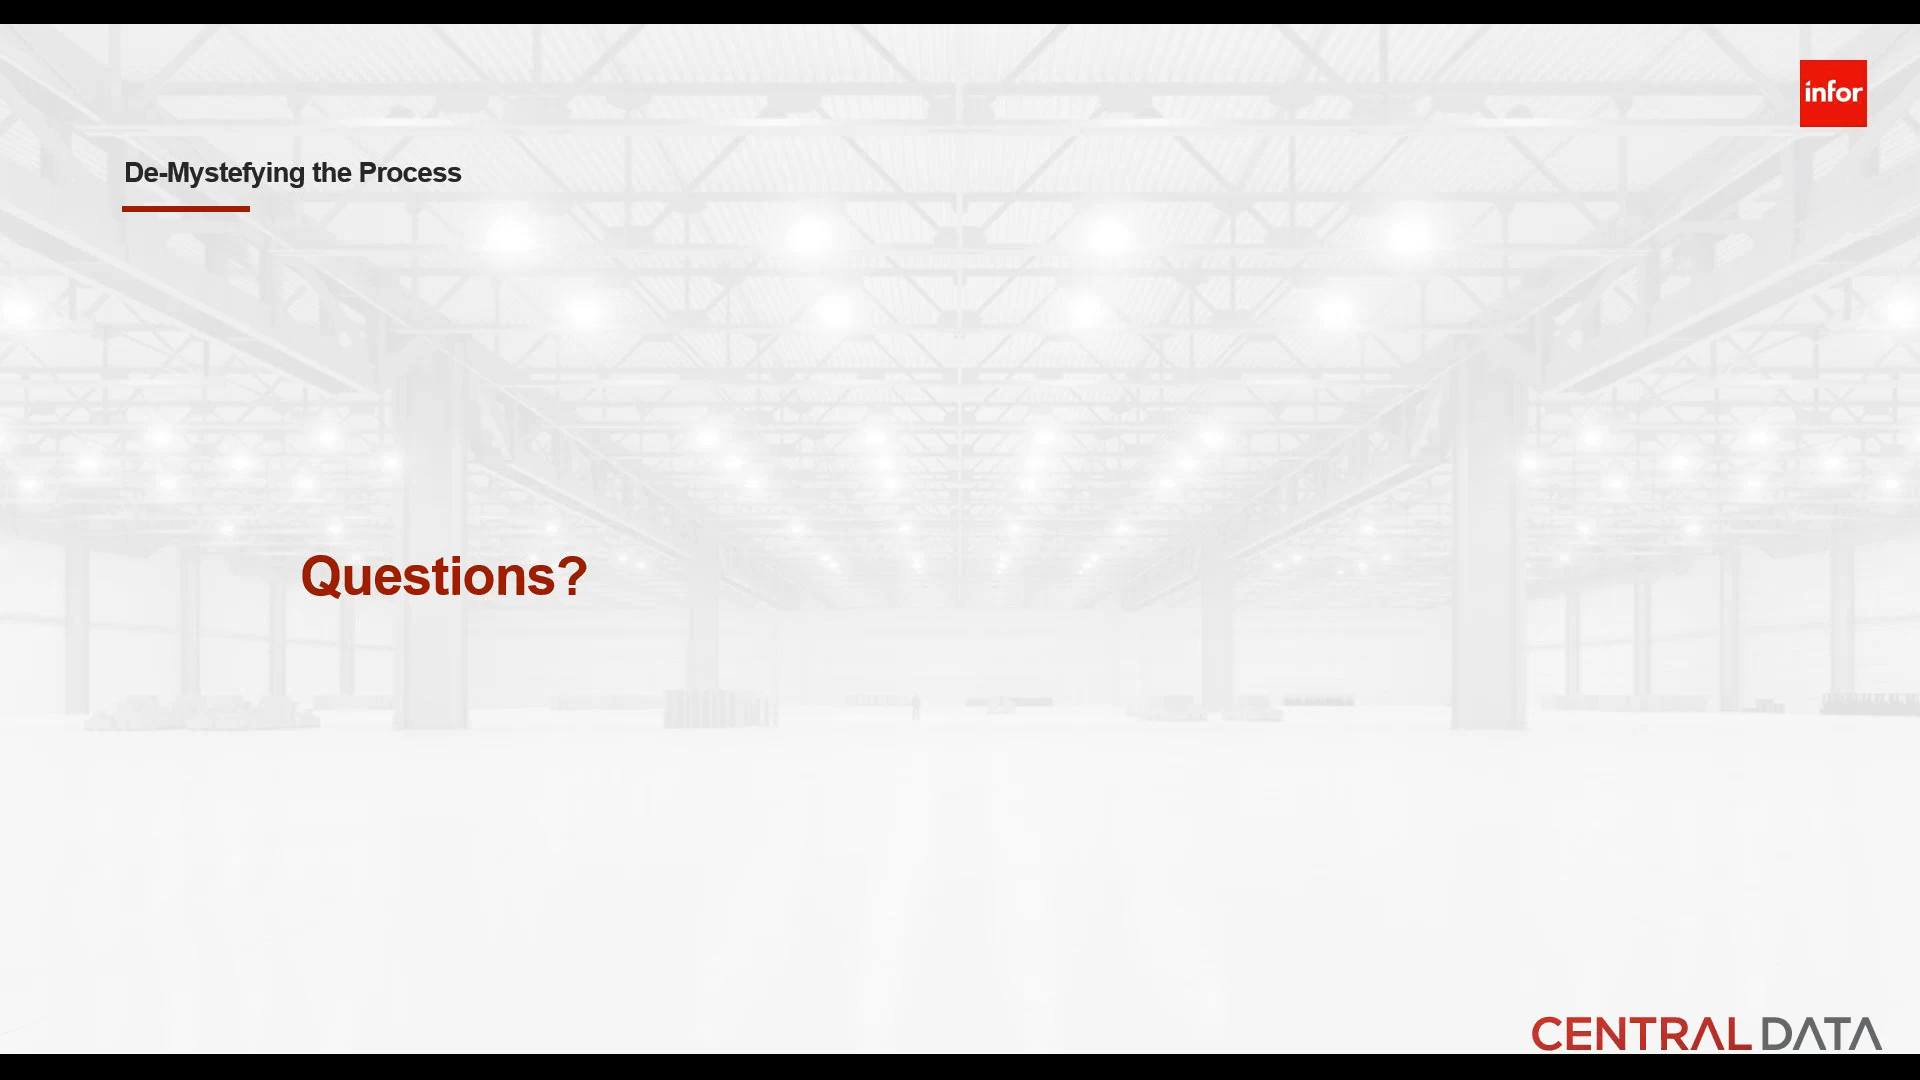 infor
De-Mystefying the Process
Questions?
CENTRAL DATA